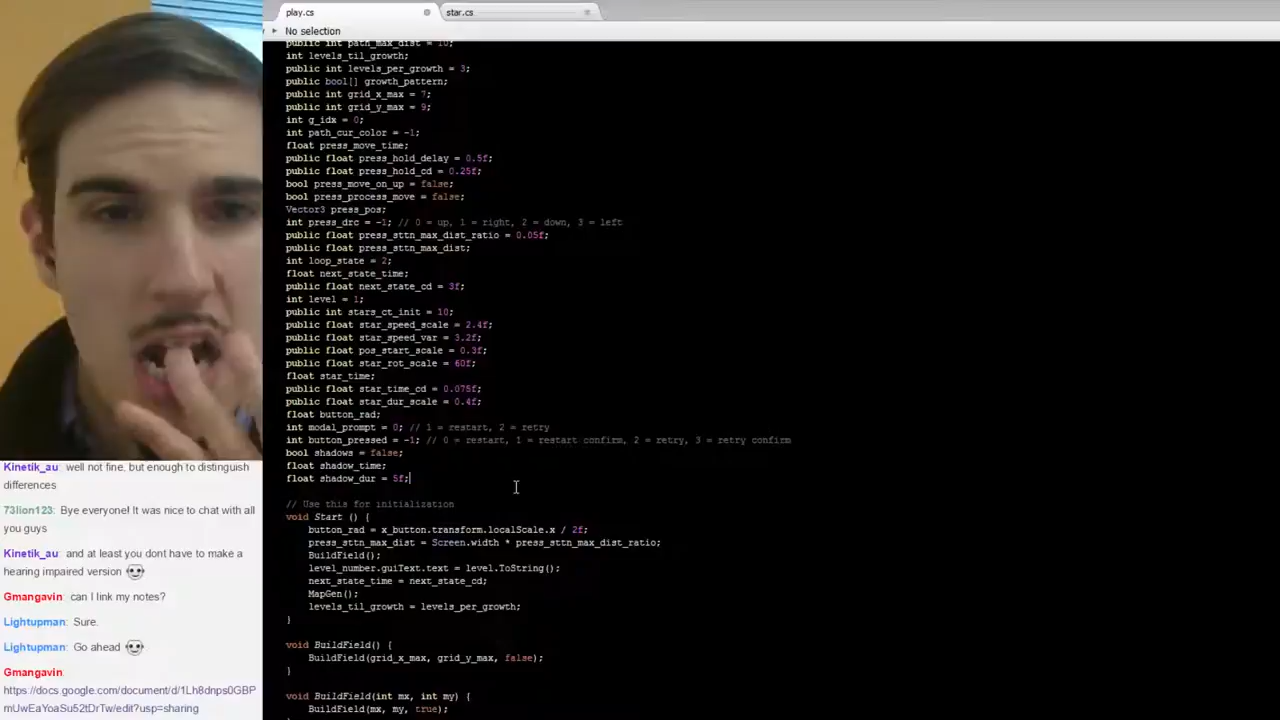 play.cs
star.cs
No selection
public int path_max_dist = 10;
int levels_til_growth;
public int levels_per_growth = 3;
public bool[] growth_pattern;
public int grid_x_max = 7;
public int grid_y_max = 9;
int g_idx = 0;
int path_cur_color = -1;
float press_move_time;
public float press_hold_delay = 0.5f;
public float press_hold_cd = 0.25f;
bool press_move_on_up = false;
bool press_process_move = false;
Vector3 press_pos;
int press_drc = -1; // 0 = up, 1 = right, 2 = down, 3 = left
public float press_sttn_max_dist_ratio = 0.05f;
public float press_sttn_max_dist;
int loop_state = 2;
float next_state_time;
public float next_state_cd = 3f;
int level = 1;
public int stars_ct_init = 10;
public float star_speed_scale = 2.4f;
public float star_speed_var = 3.2f;
public float pos_start_scale = 0.3f;
public float star_rot_scale = 60f;
float star_time;
public float star_time_cd = 0.075f;
public float star_dur_scale = 0.4f;
float button_rad;
int modal_prompt = 0; // 1 = restart, 2 = retry
int button_pressed = -1; // 0 = restart, 1 = restart confirm, 2 = retry, 3 = retry confirm
bool shadows = false;
float shadow_time;
float shadow_dur = 5f;
// Use this for initialization
void Start () {
button_rad = x_button.transform.localScale.x / 2f;
press_sttn_max_dist = Screen.width * press_sttn_max_dist_ratio;
BuildField();
level_number.guiText.text = level.ToString();
next_state_time = next_state_cd;
MapGen();
levels_til_growth = levels_per_growth;
}
void BuildField() {
BuildField(grid_x_max, grid_y_max, false);
}
void BuildField(int mx, int my) {
BuildField(mx, my, true);
Kinetik_au: well not fine, but enough to distinguish
differences
73lion123: Bye everyone! It was nice to chat with all
you guys
Kinetik_au: and at least you dont have to make a
hearing impaired version
Gmangavin: can I link my notes?
Lightupman: Sure.
Lightupman: Go ahead
Gmangavin:
https://docs.google.com/document/d/1Lh8dnps0GBP
mUwEaYoaSu52tDrTw/edit?usp=sharing